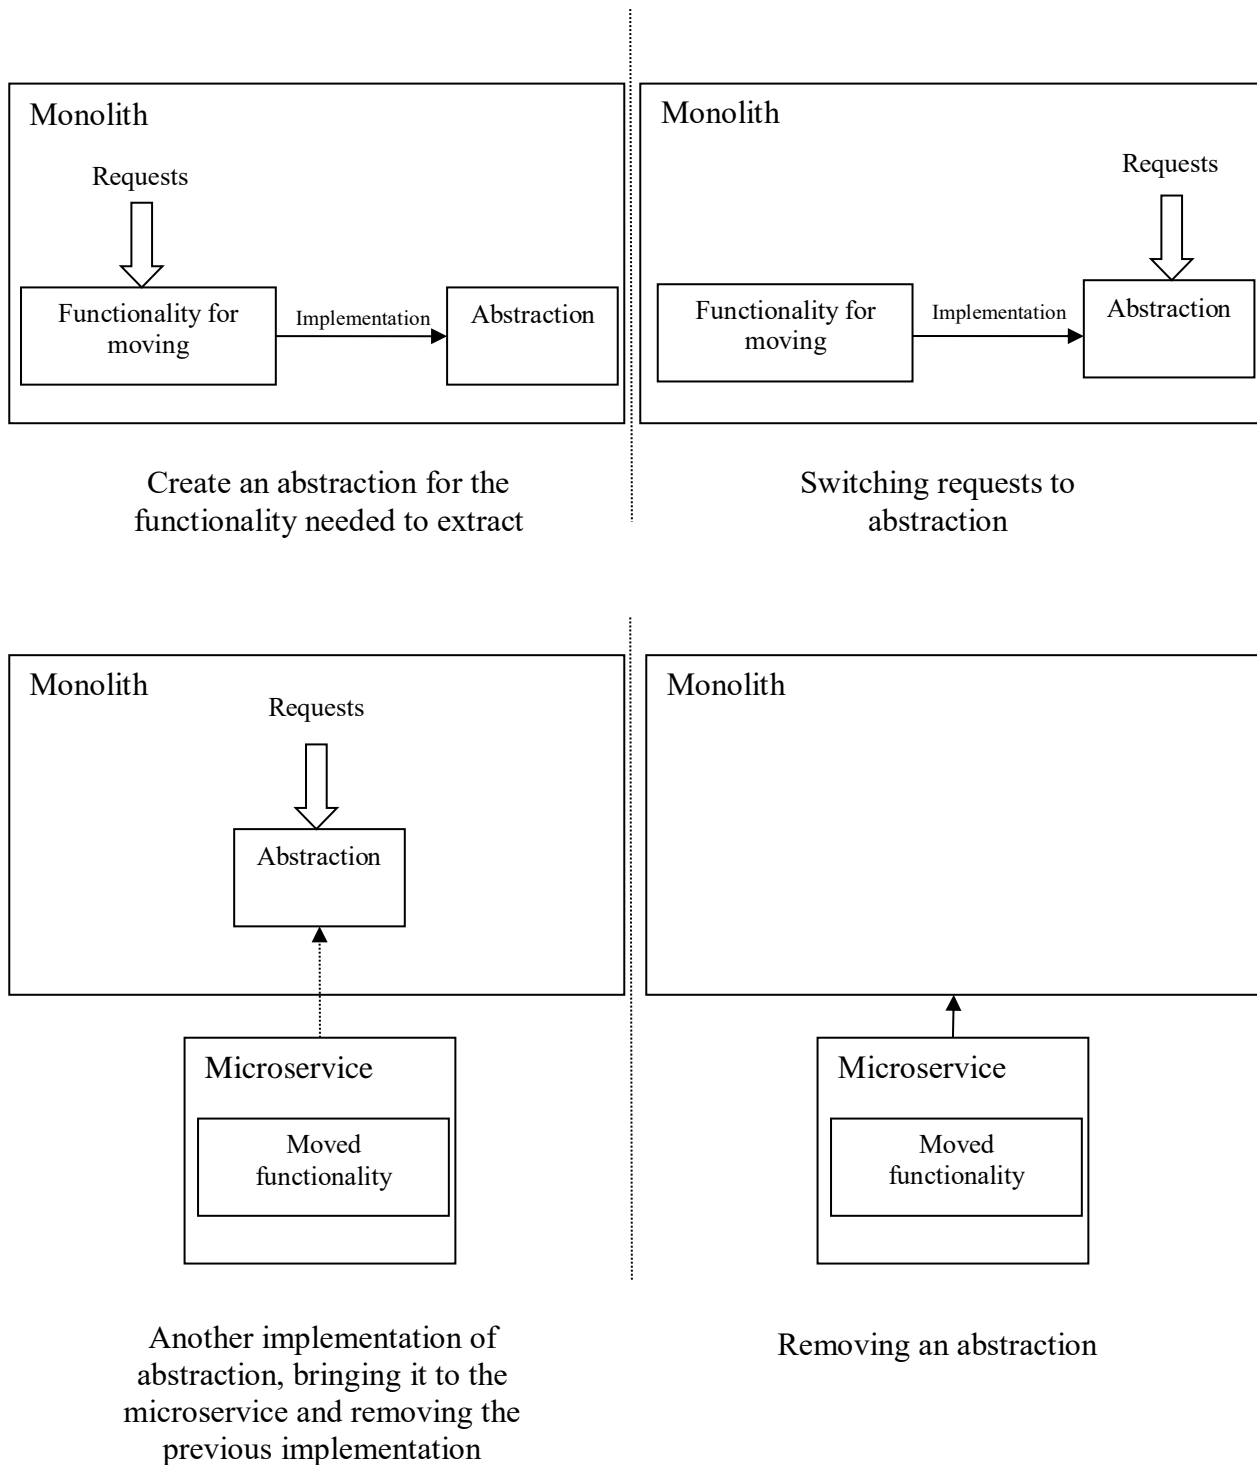 Monolith
Requests
Functionality for
moving
Implementation
Abstraction
Create an abstraction for the
functionality needed to extract
Monolith
Requests
Functionality for
moving
Implementation
Abstraction
Switching requests to
abstraction
Monolith
Requests
Abstraction
Microservice
Moved
functionality
Another implementation of
abstraction, bringing it to the
microservice and removing the
previous implementation
Monolith
Microservice
Moved
functionality
Removing an abstraction